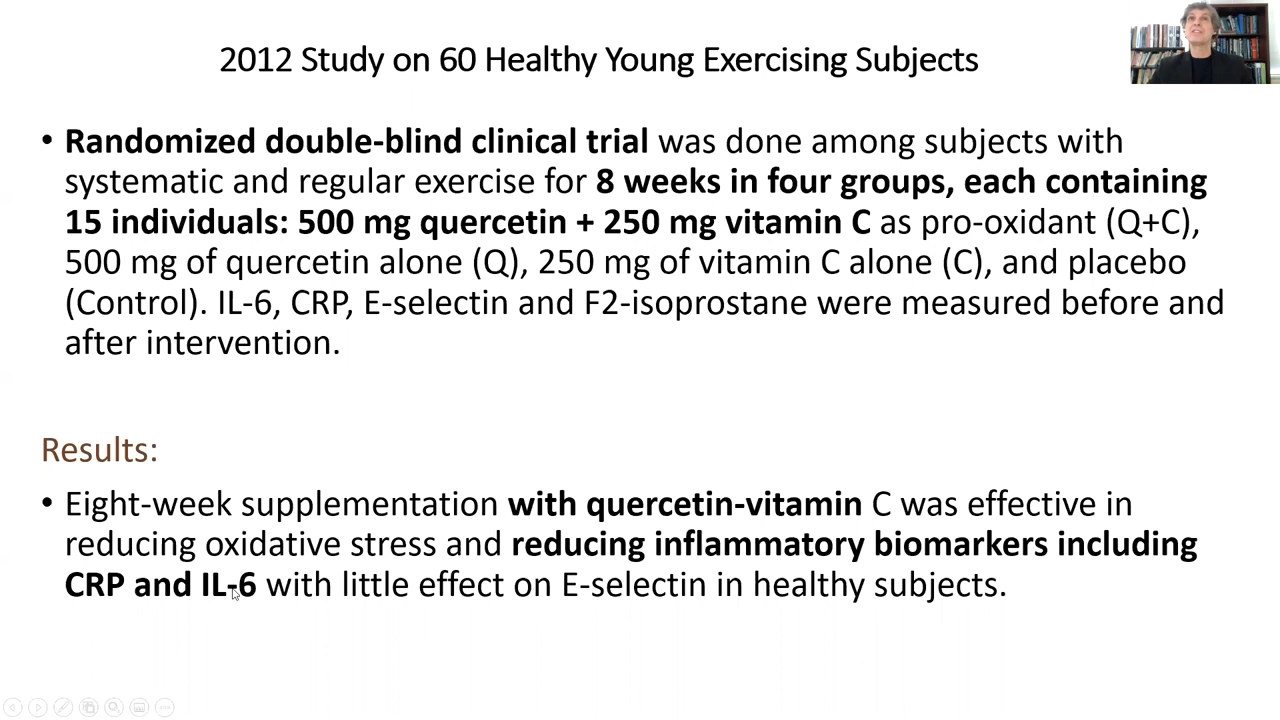 2012 Study on 60 Healthy Young Exercising Subjects
• Randomized double-blind clinical trial was done among subjects with
systematic and regular exercise for 8 weeks in four groups, each containing
15 individuals: 500 mg quercetin + 250 mg vitamin C as pro-oxidant (Q+C),
500 mg of quercetin alone (Q), 250 mg of vitamin C alone (C), and placebo
(Control). IL-6, CRP, E-selectin and F2-isoprostane were measured before and
after intervention.
Results:
• Eight-week supplementation with quercetin-vitamin C was effective in
reducing oxidative stress and reducing inflammatory biomarkers including
CRP and IL-6 with little effect on E-selectin in healthy subjects.